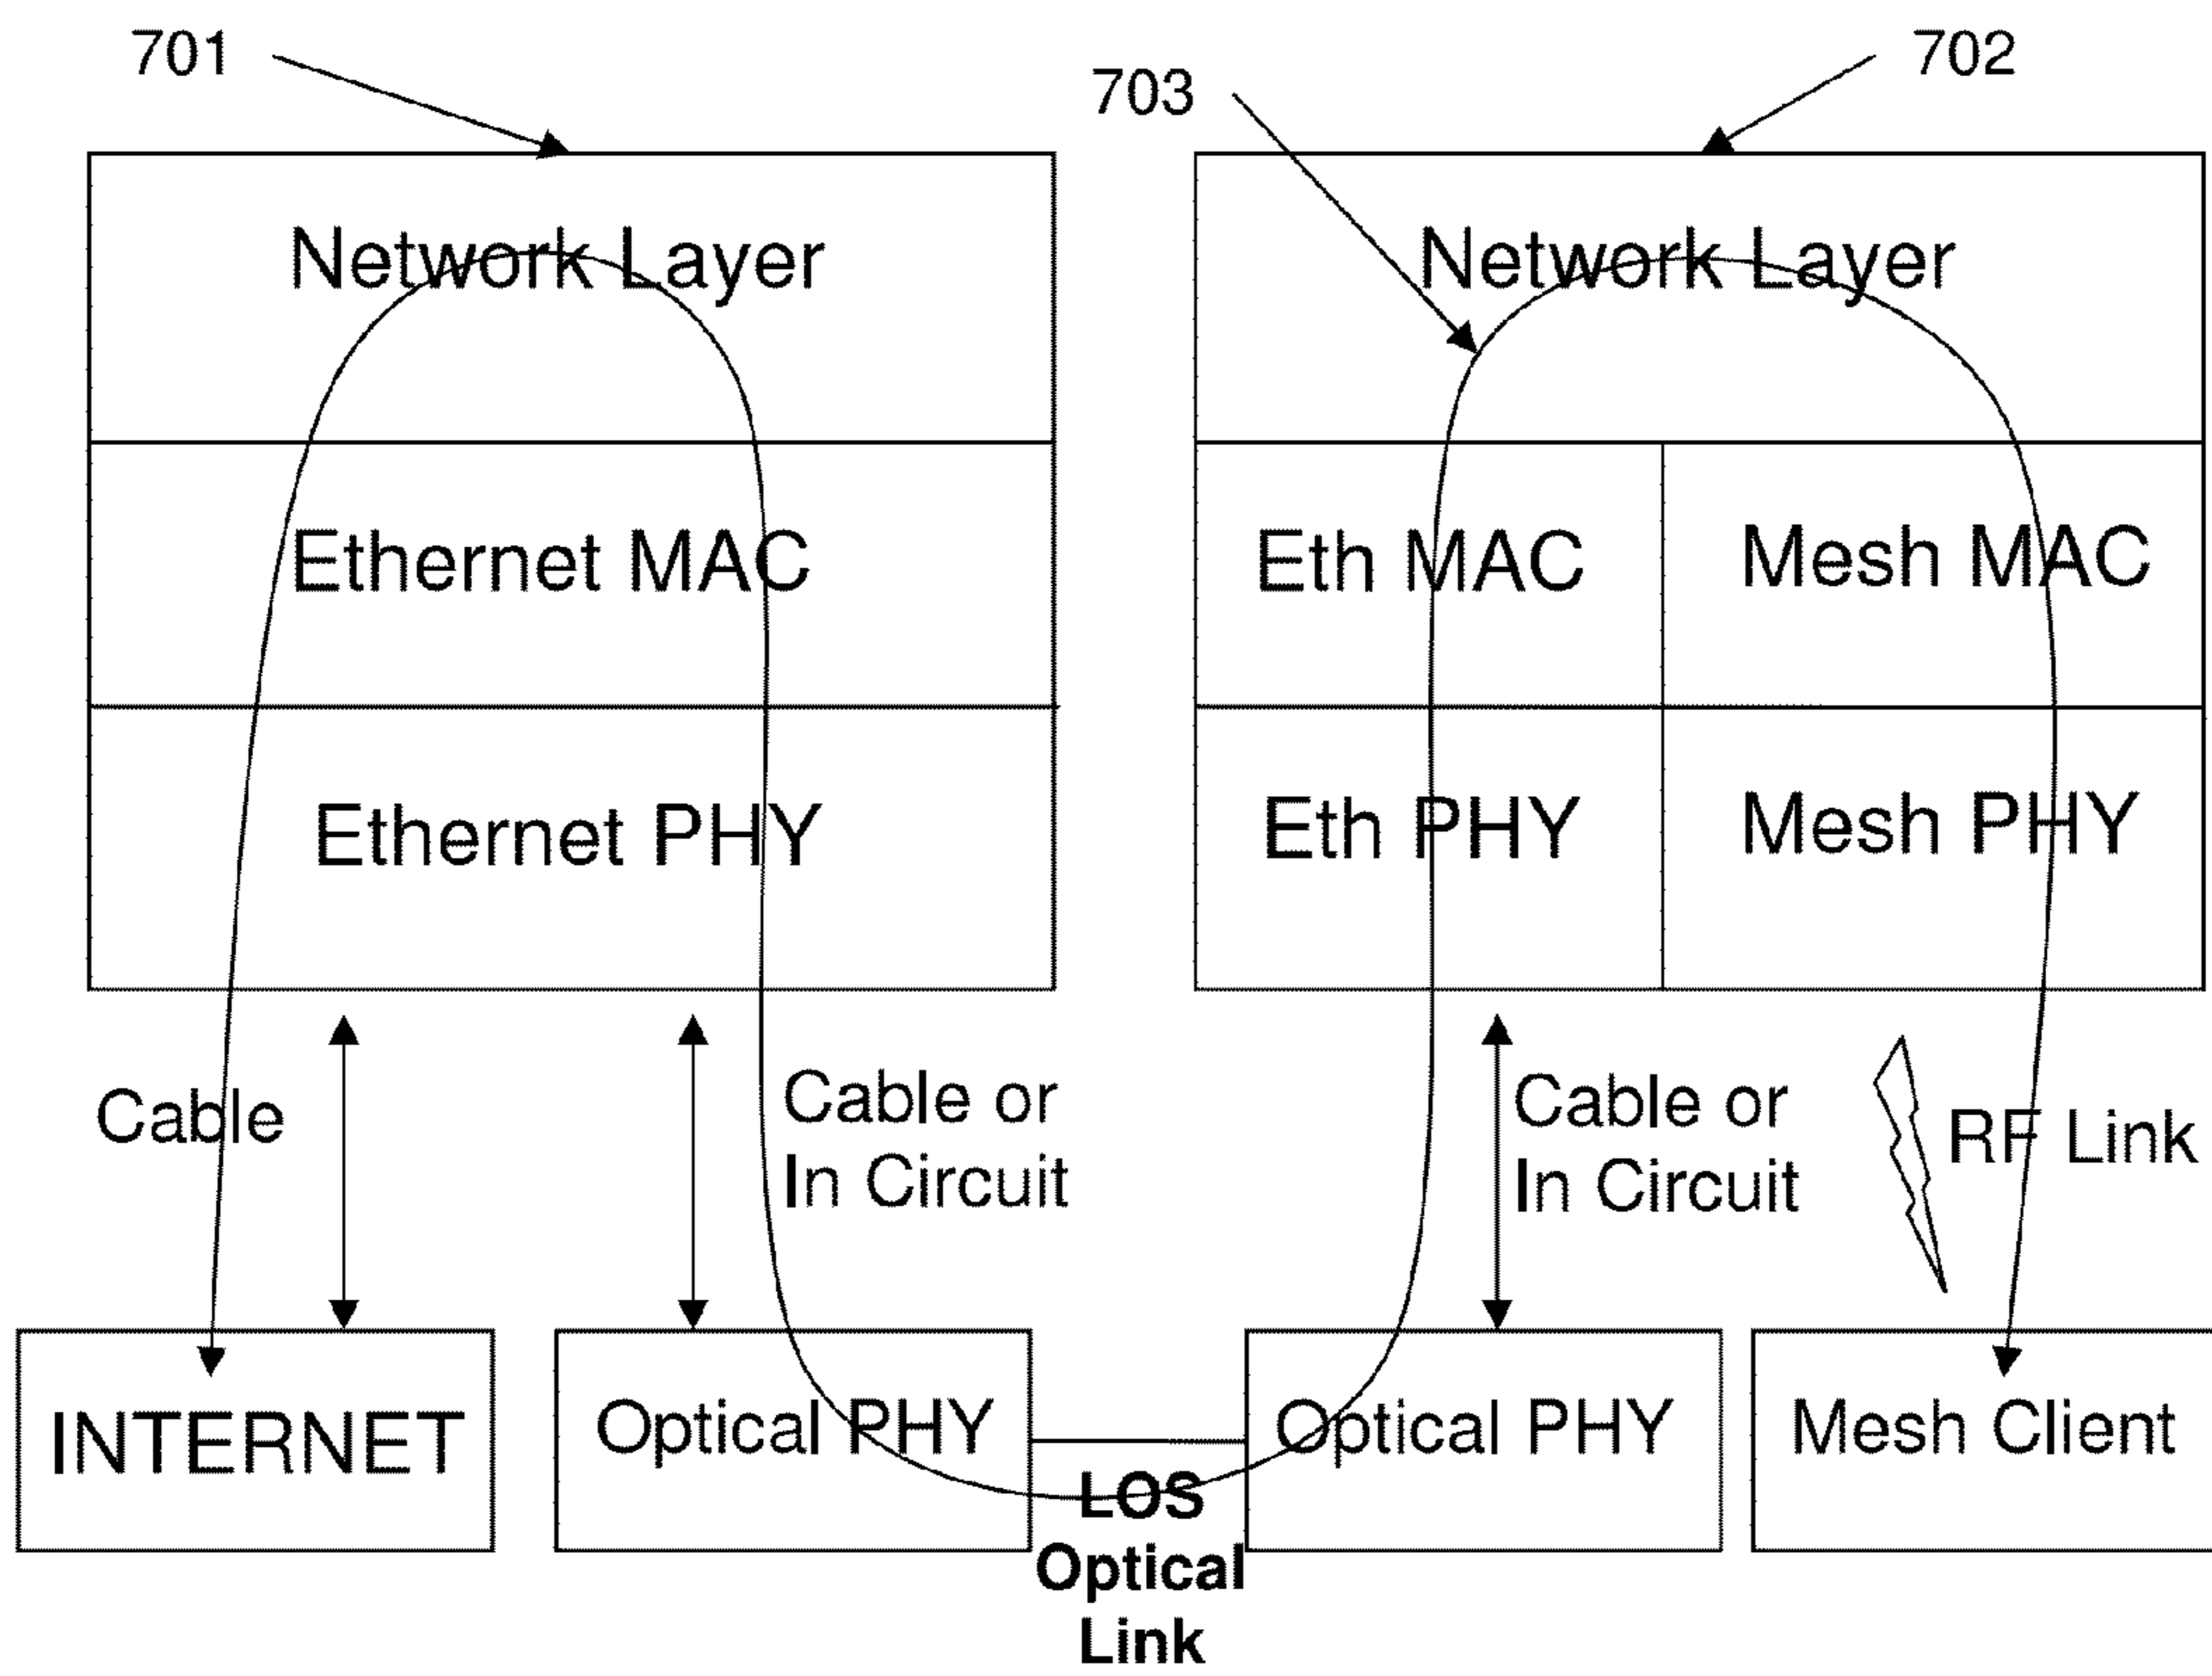 701
703
702
Network Layer
Network Layer
Ethernet MAC
Eth MAC
Mesh MAC
Ethernet PHY
Eth PHY
Mesh PHY
Cable
Cable or
In Circuit
Cable or
In Circuit
RF Link
INTERNET
Optical PHY
Optical PHY
Mesh Client
LOS
Optical
Link